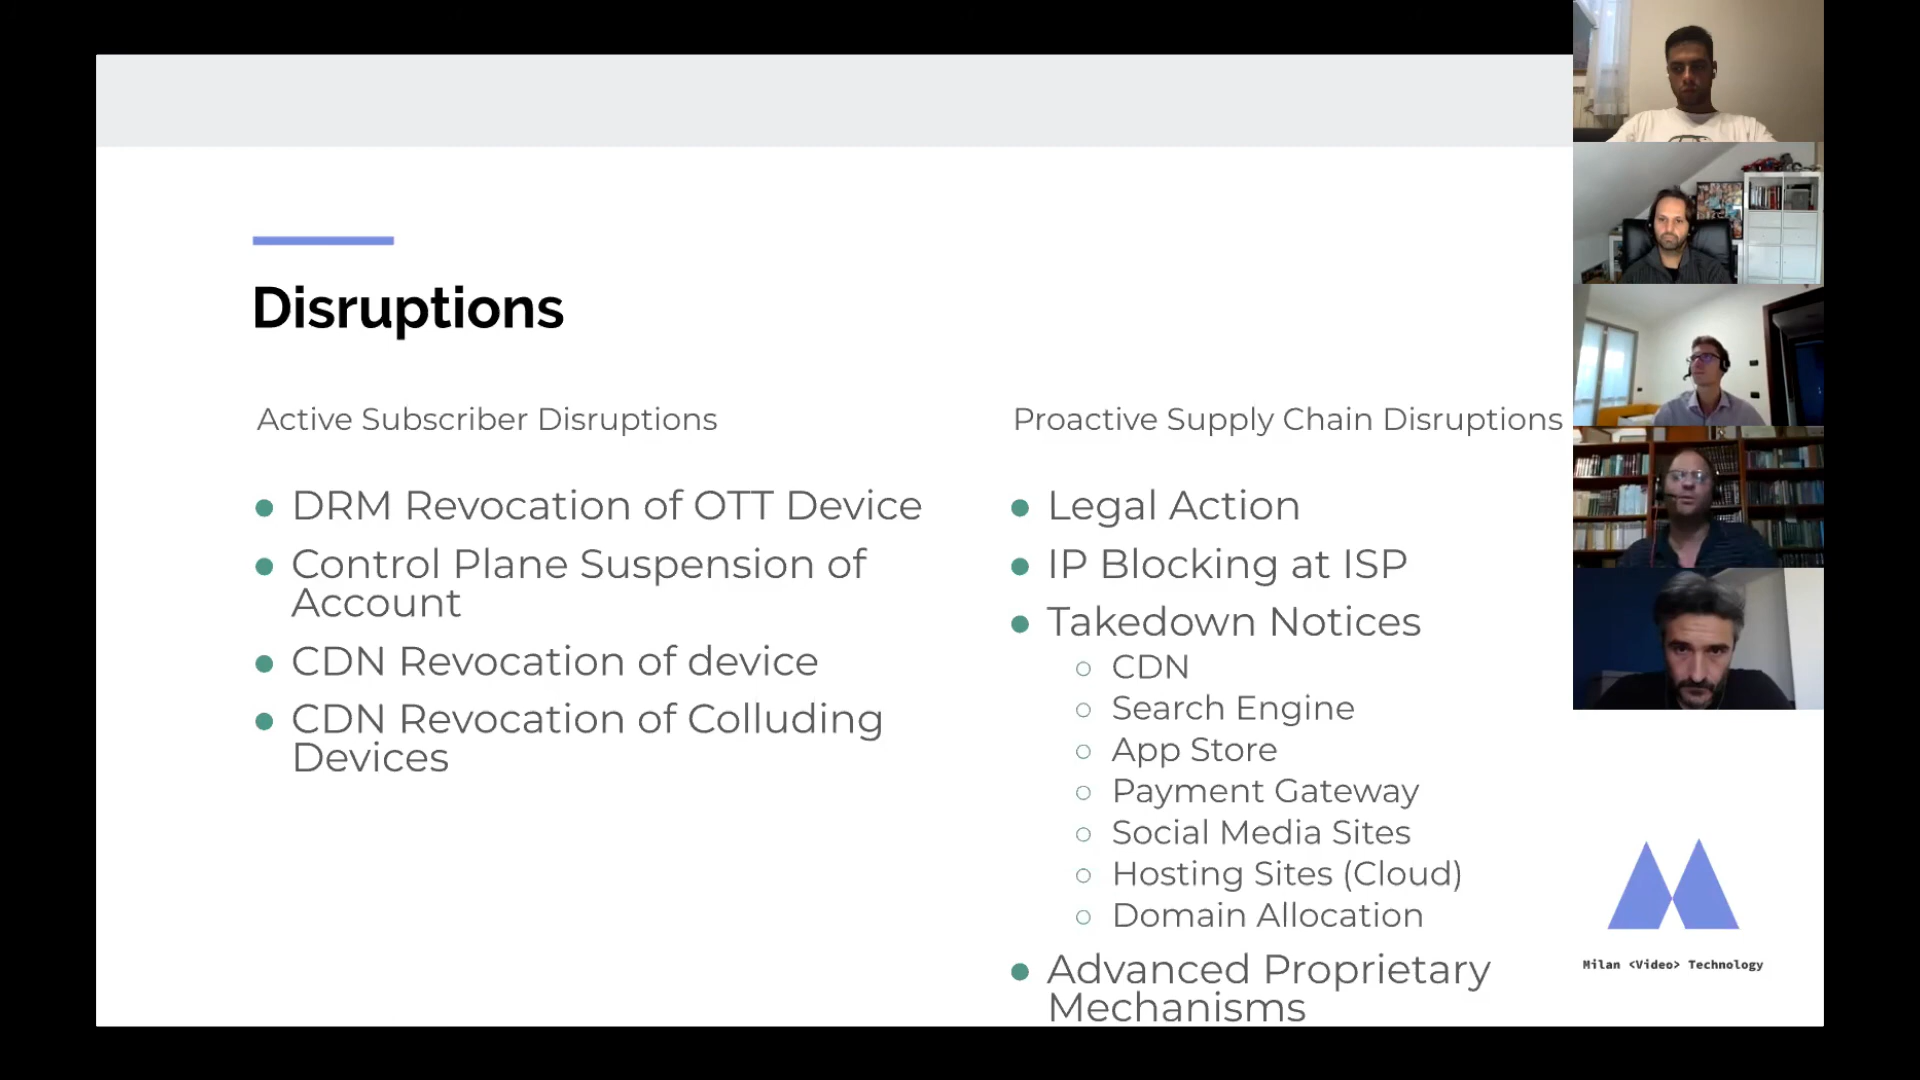 Disruptions
Active Subscriber Disruptions
DRM Revocation of OTT Device
Control Plane Suspension of
Account
CDN Revocation of device
CDN Revocation of Colluding
Devices
Proactive Supply Chain Disruptions
Legal Action
IP Blocking at ISP
Takedown Notices
CDN
Search Engine
App Store
Payment Gateway
Social Media Sites
Hosting Sites (Cloud)
Domain Allocation
Advanced Proprietary
Mechanisms
Milan <Video> Technology